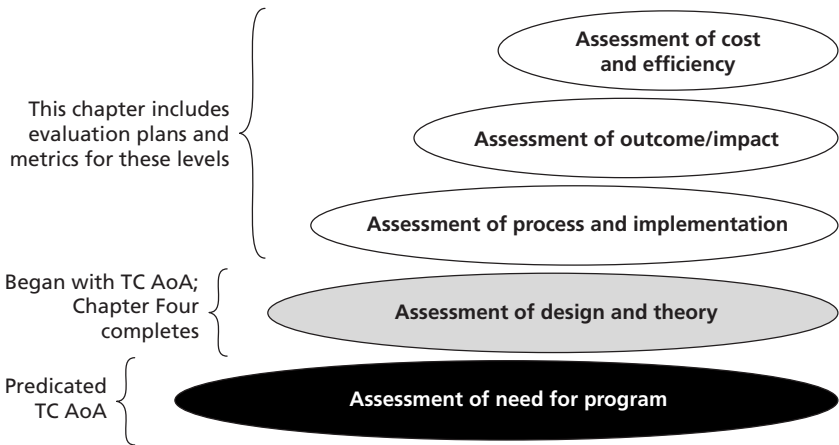 Assessment of cost
and efficiency
This chapter includes
evaluation plans and
metrics for these levels
Assessment of outcome/impact
Assessment of process and implementation
Began with TC AoA;
Chapter Four
completes
Assessment of design and theory
Predicated
TC AoA
Assessment of need for program